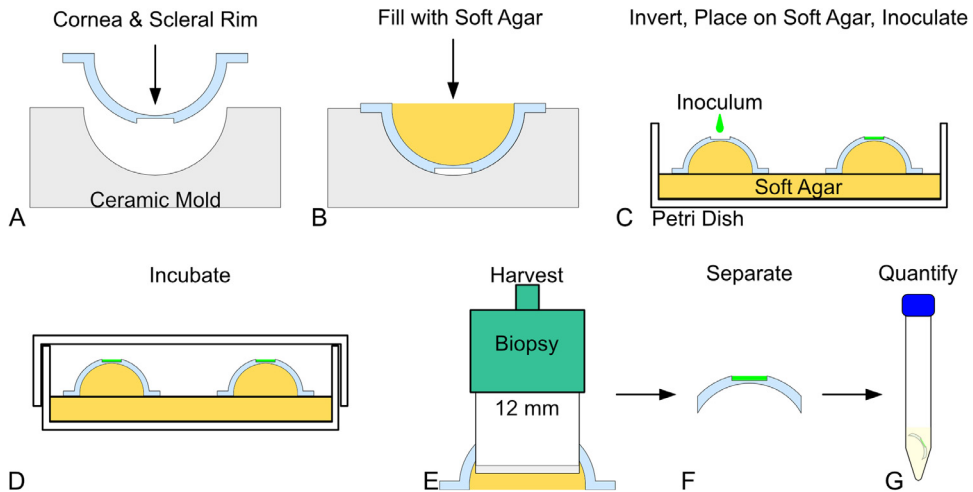 Cornea & Scleral Rim
Ceramic Mold
A
Fill with Soft Agar
B
Invert, Place on Soft Agar, Inoculate
Inoculum
Soft Agar
C
Petri Dish
Incubate
D
Harvest
Biopsy
12 mm
E
Separate
F
Quantify
G